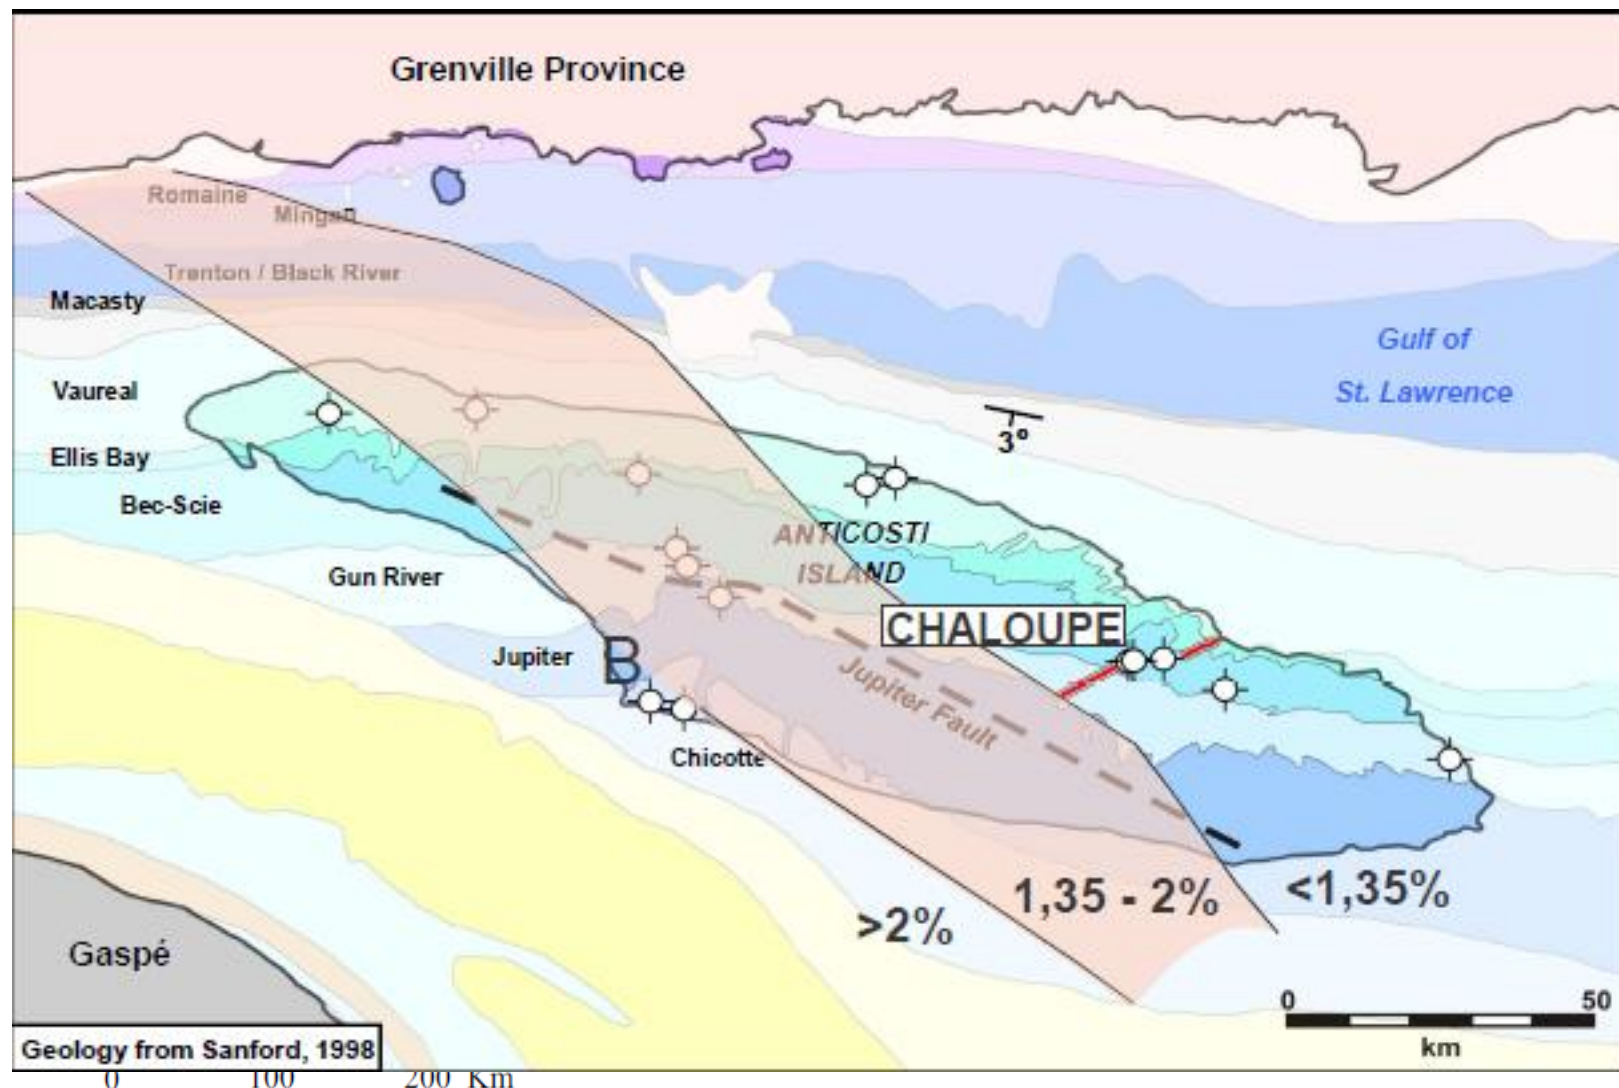 Grenville Province
Romaine
Mingan
Trenton / Black River
Macasty
Gulf of
St. Lawrence
Vaureal
3°
Ellis Bay
Bec-Scie
ANTICOSTI
ISLAND
Gun River
CHALOUPE
Jupiter
B
Jupiter Fault
Chicotte
1,35 - 2%
<1,35%
>2%
Gaspé
0 50
km
Geology from Sanford, 1998
0 100 200 Km